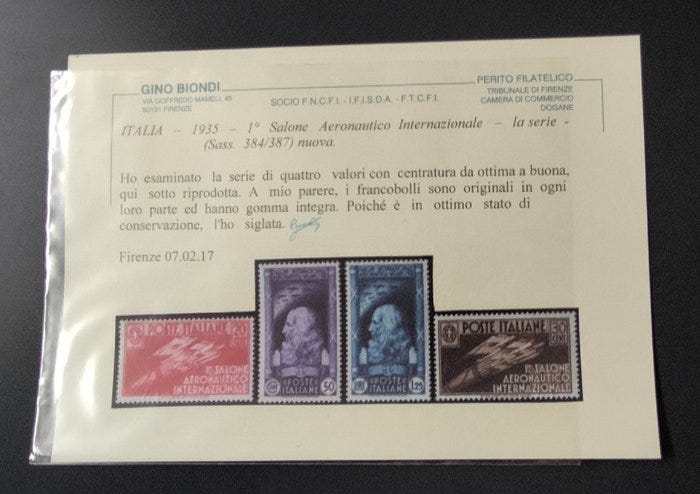 GINO BIONDI
VIA GOFFREDO MAMELI, 45
50131 FIRENZE
SOCIO F.N.C.F.I. - I.F.I.S.D.A. - F.T.C.F.I.
PERITO FILATELICO
TRIBUNALE DI FIRENZE
CAMERA DI COMMERCIO
DOGANE
ITALIA – 1935 – 1° Salone Aeronautico Internazionale – la serie -
(Sass. 384/387) nuova.
Ho esaminato la serie di quattro valori con centratura da ottima a buona,
qui sotto riprodotta. A mio parere, i francobolli sono originali in ogni
loro parte ed hanno gomma integra. Poiché è in ottimo stato di
conservazione, l'ho siglata.
Firenze 07.02.17
POSTE ITALIANE 20
CENT
1° SALONE
AERONAUTICO
INTERNAZIONALE
CENT 50
POSTE
ITALIANE
LIRE 1,25
POSTE
ITALIANE
POSTE ITALIANE 30
CENT
1° SALONE
AERONAUTICO
INTERNAZIONALE